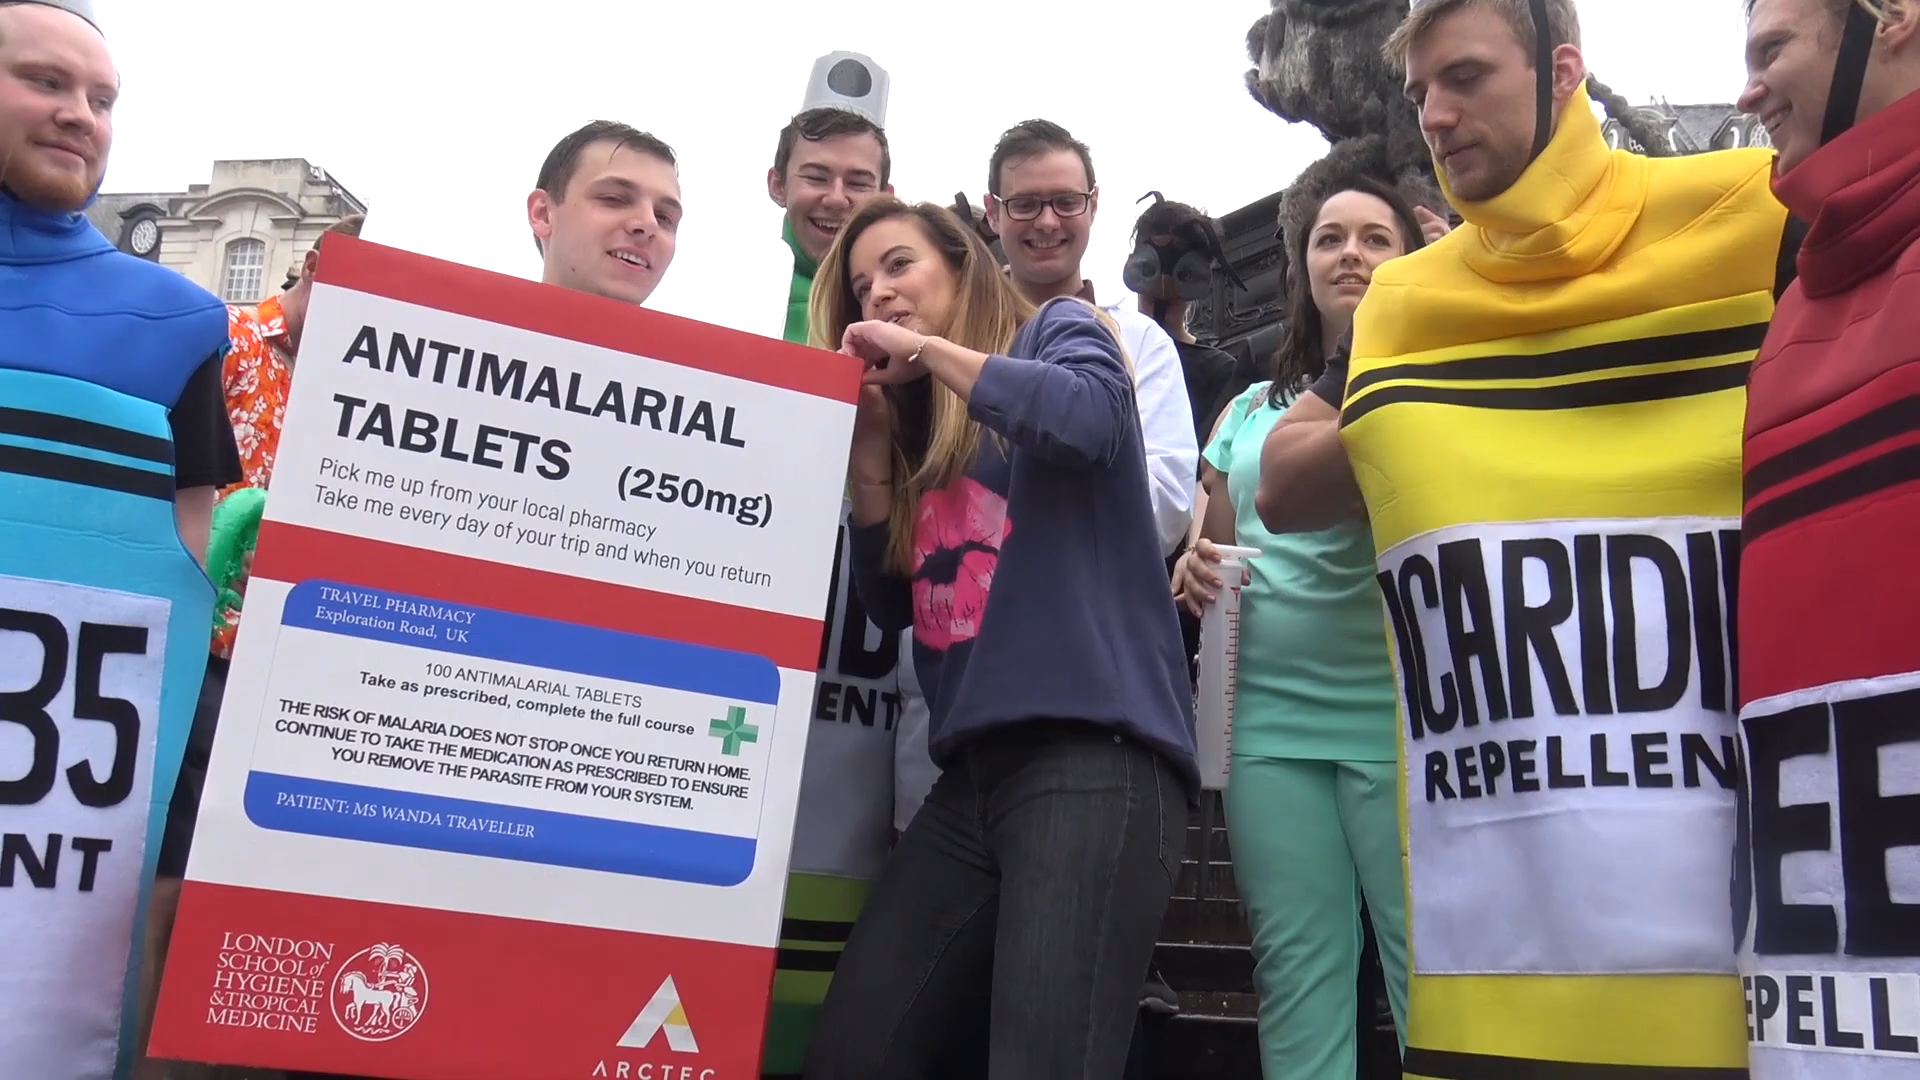 ANTIMALARIAL
TABLETS (250mg)
Pick me up from your local pharmacy
Take me every day of your trip and when you return
TRAVEL PHARMACY
Exploration Road, UK
100 ANTIMALARIAL TABLETS
Take as prescribed, complete the full course
THE RISK OF MALARIA DOES NOT STOP ONCE YOU RETURN HOME.
CONTINUE TO TAKE THE MEDICATION AS PRESCRIBED TO ENSURE
YOU REMOVE THE PARASITE FROM YOUR SYSTEM.
PATIENT: MS WANDA TRAVELLER
LONDON
SCHOOL of
HYGIENE
& TROPICAL
MEDICINE
ARCTEC
35
NT
ID
ENT
ICARIDI
REPELLEN
EE
EPELL